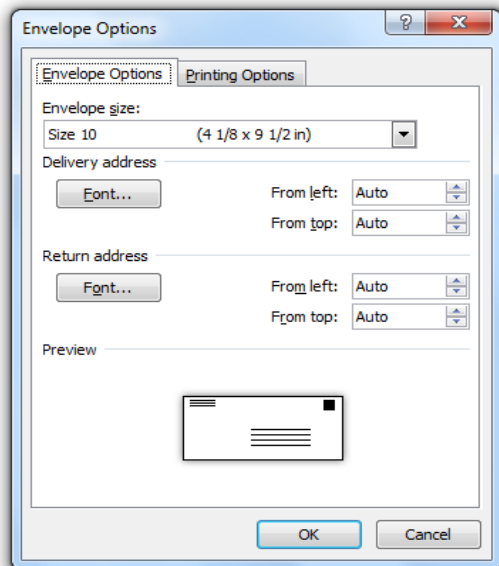 Envelope Options
Envelope Options Printing Options
Envelope size:
Size 10 (4 1/8 x 9 1/2 in)
Delivery address
Font... From left: Auto
From top: Auto
Return address
Font... From left: Auto
From top: Auto
Preview
OK Cancel